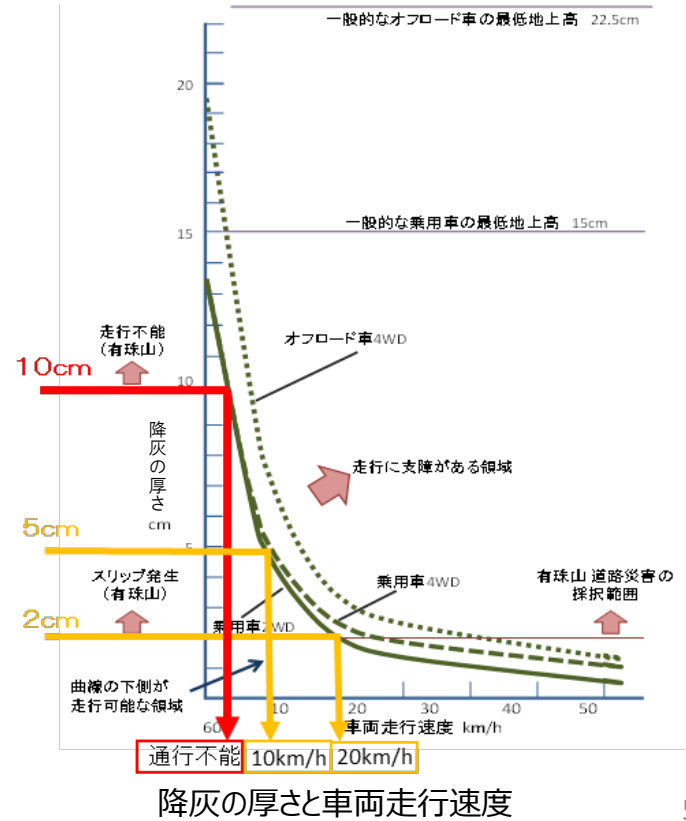 一般的なオフロード車の最低地上高 22.5cm
20
一般的な乗用車の最低地上高 15cm
15
走行不能
（有珠山）
オフロード車4WD
10cm
10
降灰の厚さ
cm
走行に支障がある領域
5cm
5
スリップ発生
（有珠山）
乗用車4WD
有珠山 道路災害の
採択範囲
2cm
乗用車2WD
曲線の下側が
走行可能な領域
10 20 30 40 50
60
車両走行速度 km/h
通行不能 10km/h 20km/h
降灰の厚さと車両走行速度